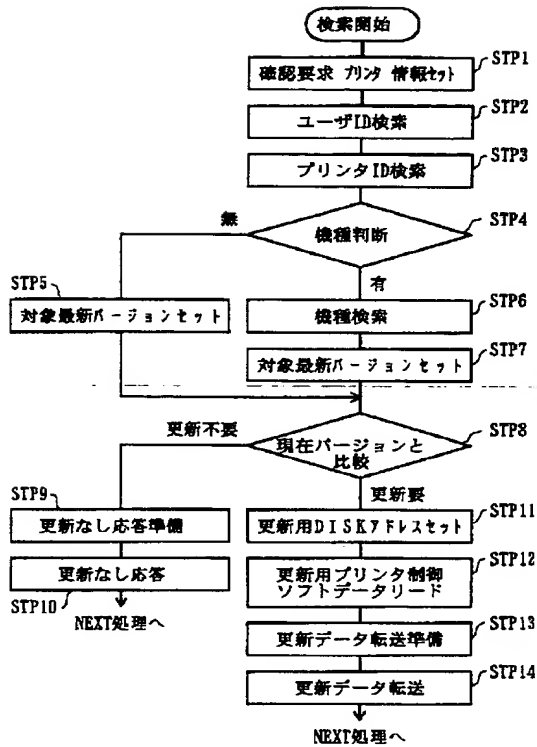 検索開始
STP1
確認要求 プリンタ 情報セット
STP2
ユーザID検索
STP3
プリンタID検索
STP4
機種判断
無
有
STP5
対象最新バージョンセット
STP6
機種検索
STP7
対象最新バージョンセット
STP8
現在バージョンと
比較
更新不要
更新要
STP9
更新なし応答準備
更新なし応答
STP10
NEXT処理へ
STP11
更新用DISKアドレスセット
STP12
更新用プリンタ制御
ソフトデータリード
STP13
更新データ転送準備
STP14
更新データ転送
NEXT処理へ